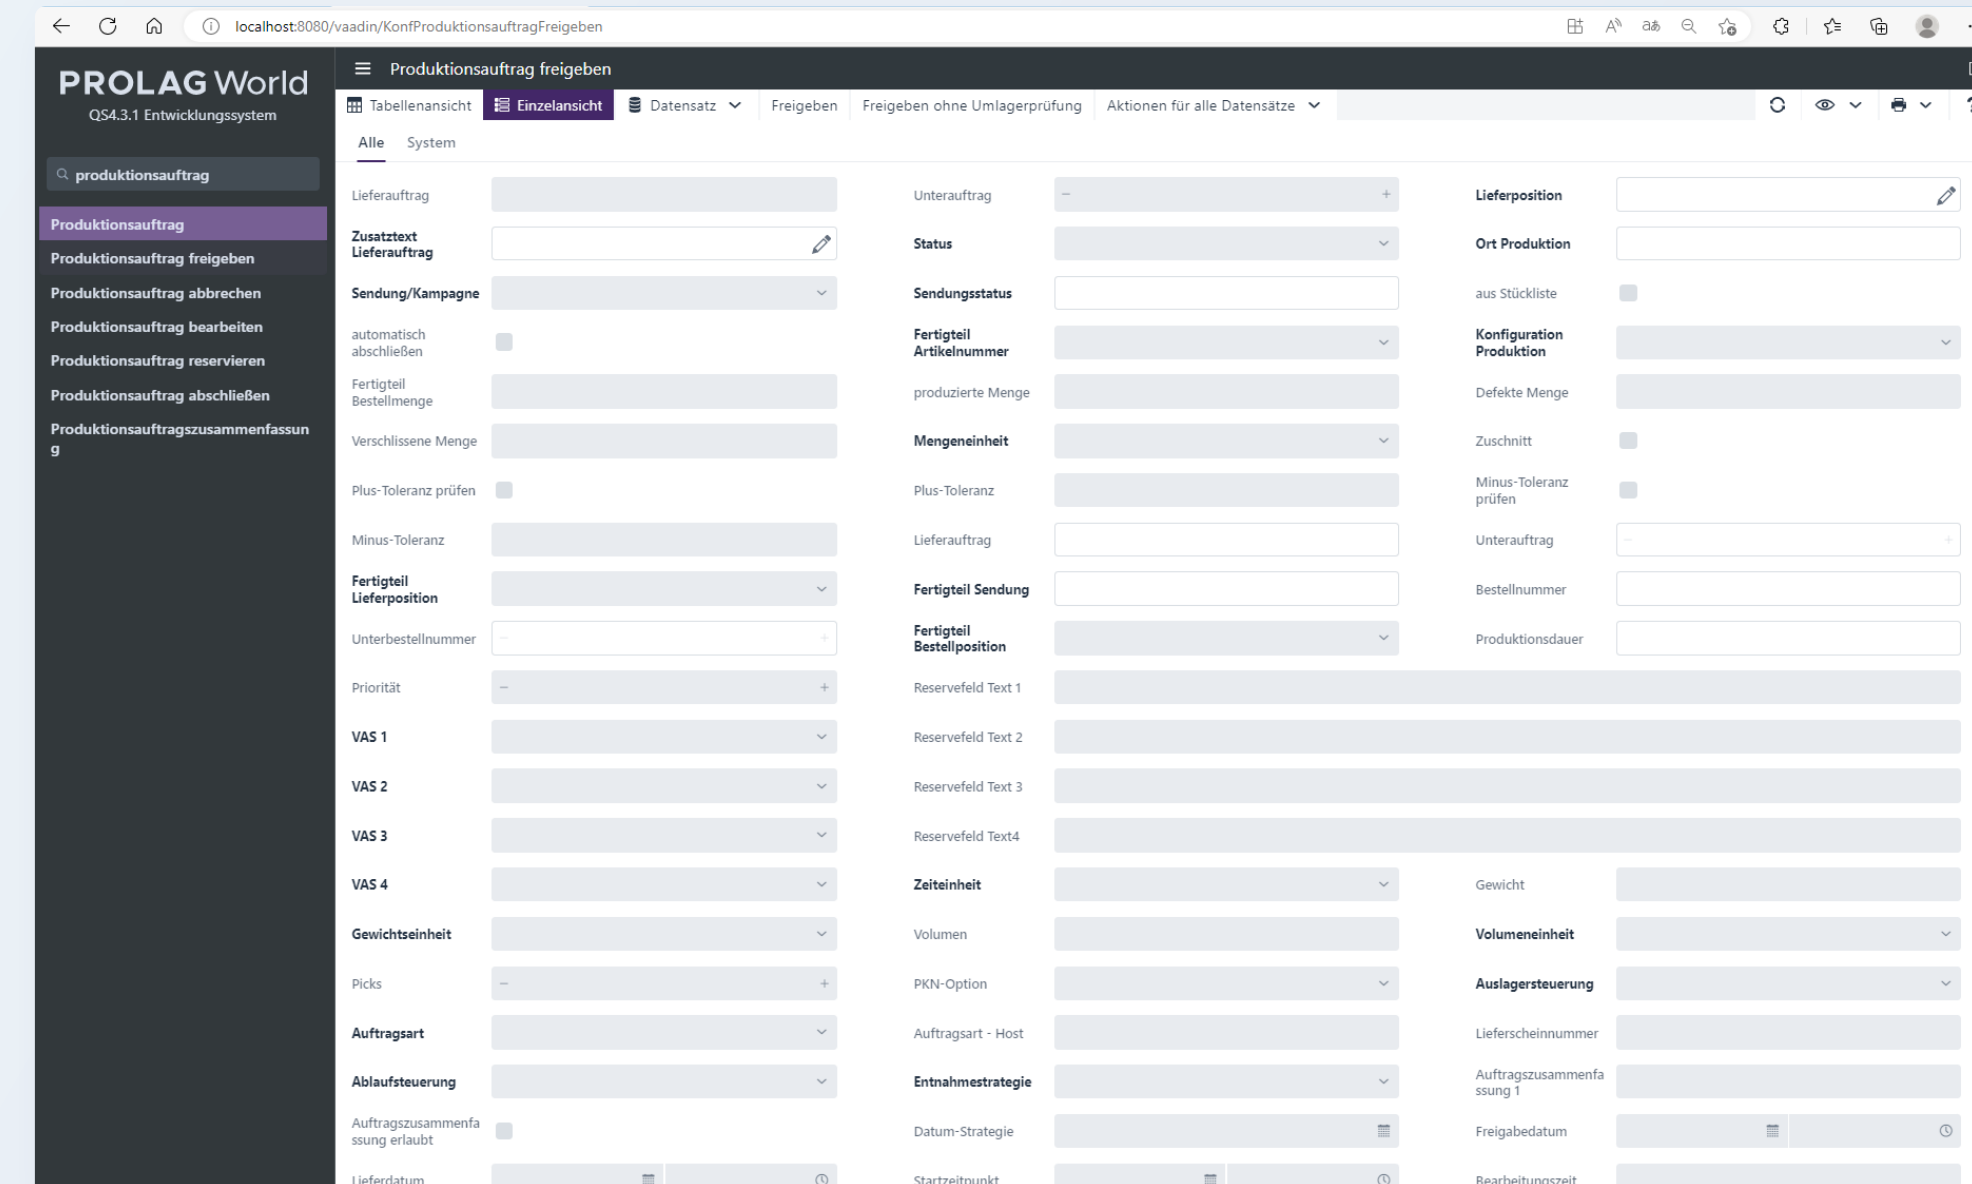 localhost:8080/vaadin/KonfProduktionsauftragFreigeben
PROLAG World
QS4.3.1 Entwicklungssystem
produktionsauftrag
Produktionsauftrag
Produktionsauftrag freigeben
Produktionsauftrag abbrechen
Produktionsauftrag bearbeiten
Produktionsauftrag reservieren
Produktionsauftrag abschließen
Produktionsauftragszusammenfassun
g
Produktionsauftrag freigeben
Tabellenansicht Einzelansicht Datensatz Freigeben Freigeben ohne Umlagerprüfung Aktionen für alle Datensätze
Alle System
Lieferauftrag Unterauftrag Lieferposition
Zusatztext
Lieferauftrag
Status Ort Produktion
Sendung/Kampagne Sendungsstatus aus Stückliste
automatisch
abschließen
Fertigteil
Artikelnummer
Konfiguration
Produktion
Fertigteil
Bestellmenge
produzierte Menge Defekte Menge
Verschlissene Menge Mengeneinheit Zuschnitt
Plus-Toleranz prüfen Plus-Toleranz
Minus-Toleranz
prüfen
Minus-Toleranz Lieferauftrag Unterauftrag
Fertigteil
Lieferposition
Fertigteil Sendung Bestellnummer
Unterbestellnummer
Fertigteil
Bestellposition
Produktionsdauer
Priorität Reservefeld Text 1
VAS 1 Reservefeld Text 2
VAS 2 Reservefeld Text 3
VAS 3 Reservefeld Text4
VAS 4 Zeiteinheit Gewicht
Gewichtseinheit Volumen Volumeneinheit
Picks PKN-Option Auslagersteuerung
Auftragsart Auftragsart - Host Lieferscheinnummer
Ablaufsteuerung Entnahmestrategie
Auftragszusammenfa
ssung 1
Auftragszusammenfa
ssung erlaubt
Datum-Strategie Freigabedatum
Lieferdatum Startzeitpunkt Bearbeitungszeit